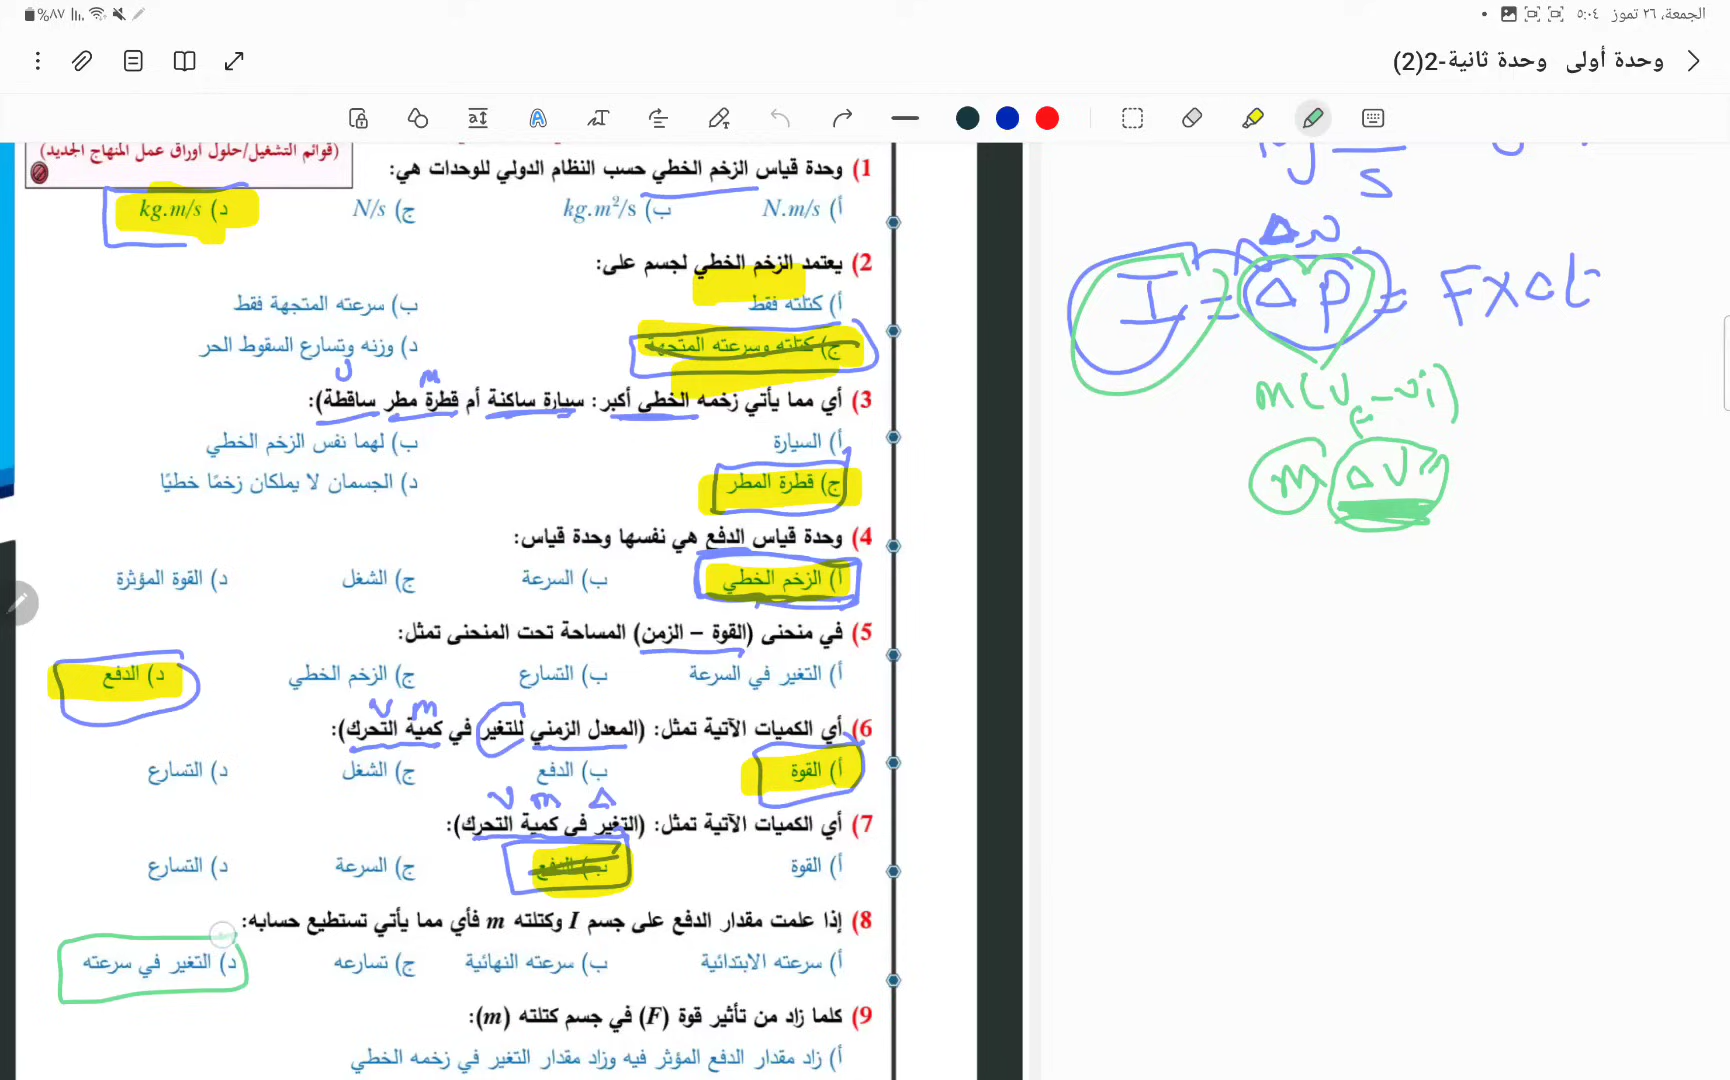 الجمعة، ٢٦ تموز ٥:٠٤
٨٧%
وحدة أولى وحدة ثانية-2(2)
(قوائم التشغيل/حلول أوراق عمل المنهاج الجديد)
1) وحدة قياس الزخم الخطي حسب النظام الدولي للوحدات هي:
أ) N.m/s ب) kg.m²/s ج) N/s د) kg.m/s
2) يعتمد الزخم الخطي لجسم على:
أ) كتلته فقط ب) سرعته المتجهة فقط
ج) كتلته وسرعته المتجهة د) وزنه وتسارع السقوط الحر
υ m
3) أي مما يأتي زخمه الخطي أكبر: سيارة ساكنة أم قطرة مطر ساقطة):
أ) السيارة ب) لهما نفس الزخم الخطي
ج) قطرة المطر د) الجسمان لا يملكان زخمًا خطيًا
4) وحدة قياس الدفع هي نفسها وحدة قياس:
أ) الزخم الخطي ب) السرعة ج) الشغل د) القوة المؤثرة
5) في منحنى (القوة – الزمن) المساحة تحت المنحنى تمثل:
أ) التغير في السرعة ب) التسارع ج) الزخم الخطي د) الدفع
v m
6) أي الكميات الآتية تمثل: (المعدل الزمني للتغير في كمية التحرك):
أ) القوة ب) الدفع ج) الشغل د) التسارع
v m Δ
7) أي الكميات الآتية تمثل: (التغير في كمية التحرك):
أ) القوة ب) الدفع ج) السرعة د) التسارع
8) إذا علمت مقدار الدفع على جسم I وكتلته m فأي مما يأتي تستطيع حسابه:
أ) سرعته الابتدائية ب) سرعته النهائية ج) تسارعه د) التغير في سرعته
9) كلما زاد من تأثير قوة (F) في جسم كتلته (m):
أ) زاد مقدار الدفع المؤثر فيه وزاد مقدار التغير في زخمه الخطي
s
I = ΔP = F×Δt
m(vf-vi)
m ΔV